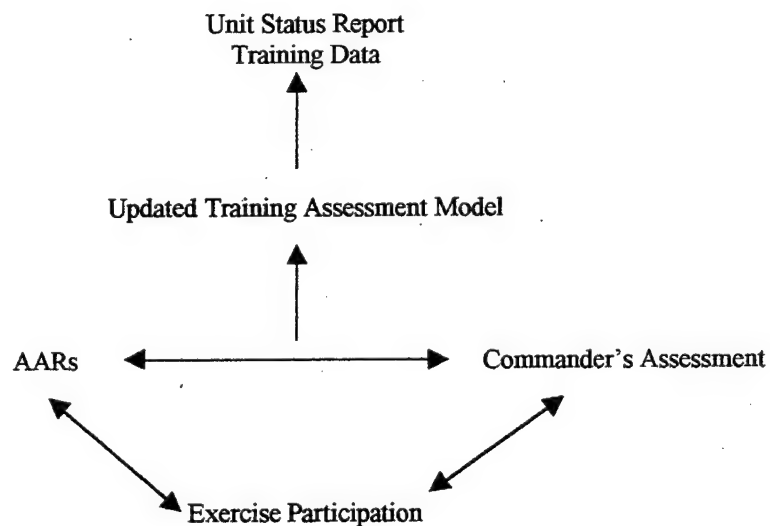 Unit Status Report
Training Data
Updated Training Assessment Model
AARs
Commander's Assessment
Exercise Participation